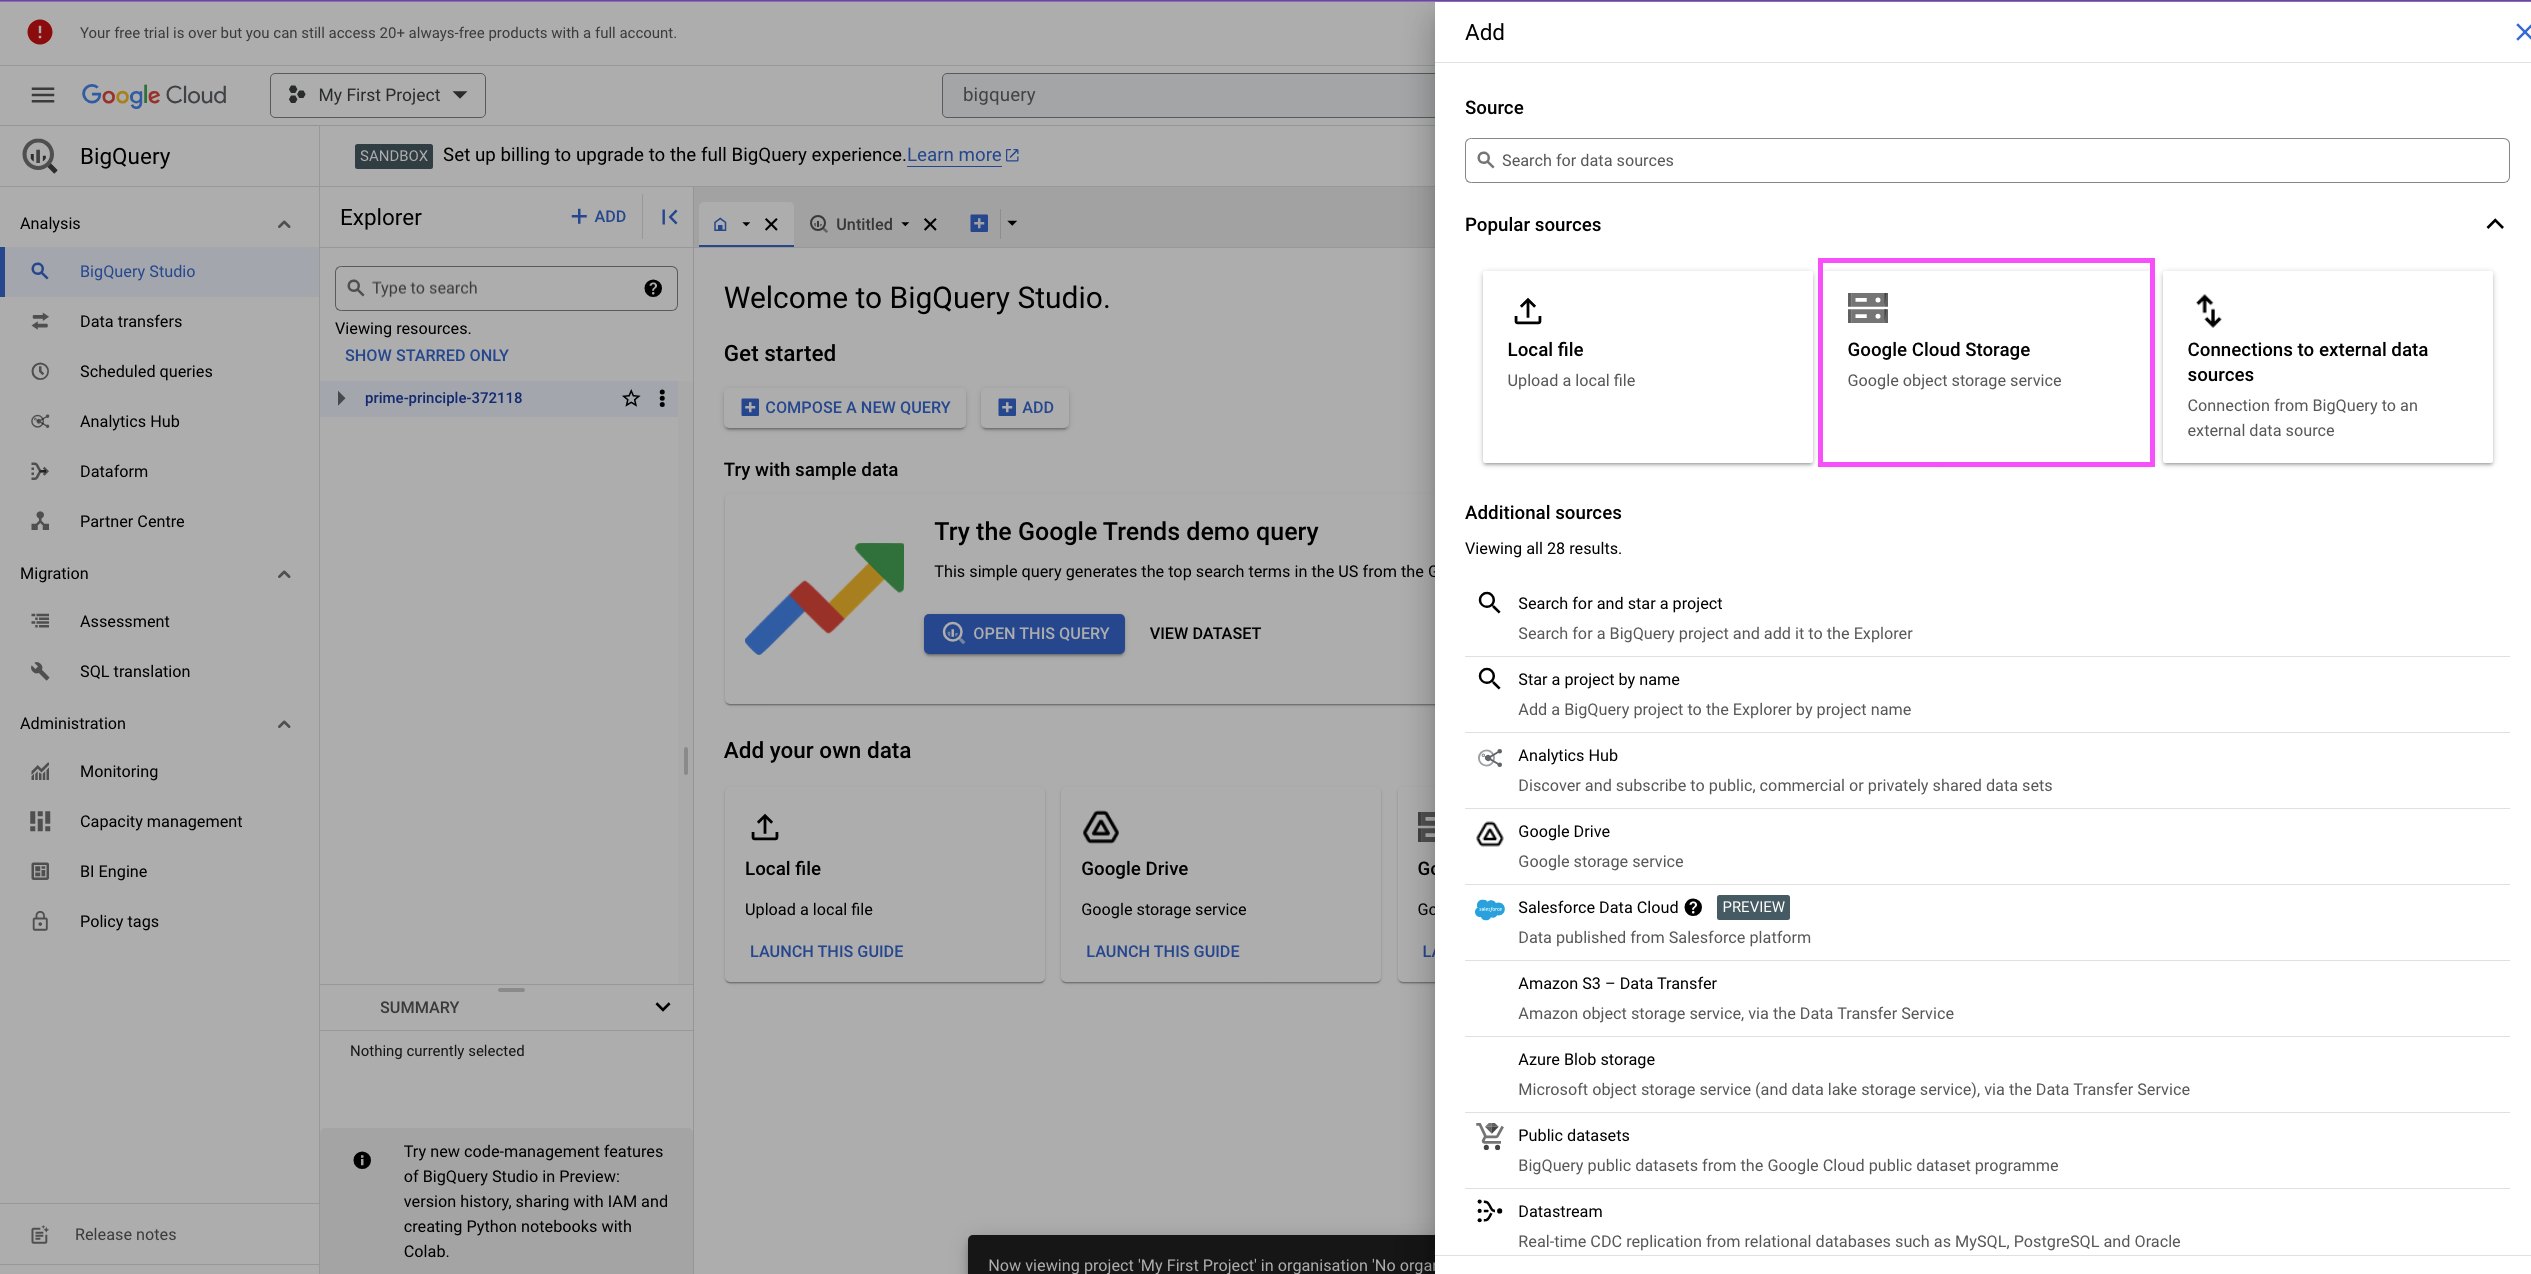 Your free trial is over but you can still access 20+ always-free products with a full account.
Google Cloud
My First Project
bigquery
BigQuery
SANDBOX Set up billing to upgrade to the full BigQuery experience. Learn more
Analysis
BigQuery Studio
Data transfers
Scheduled queries
Analytics Hub
Dataform
Partner Centre
Migration
Assessment
SQL translation
Administration
Monitoring
Capacity management
BI Engine
Policy tags
Release notes
Explorer
ADD
Type to search
Viewing resources.
SHOW STARRED ONLY
prime-principle-372118
SUMMARY
Nothing currently selected
Try new code-management features
of BigQuery Studio in Preview:
version history, sharing with IAM and
creating Python notebooks with
Colab.
Untitled
Welcome to BigQuery Studio.
Get started
COMPOSE A NEW QUERY
ADD
Try with sample data
Try the Google Trends demo query
This simple query generates the top search terms in the US from the
OPEN THIS QUERY
VIEW DATASET
Add your own data
Local file
Upload a local file
LAUNCH THIS GUIDE
Google Drive
Google storage service
LAUNCH THIS GUIDE
Now viewing project 'My First Project' in organisation 'No
Add
Source
Search for data sources
Popular sources
Local file
Upload a local file
Google Cloud Storage
Google object storage service
Connections to external data
sources
Connection from BigQuery to an
external data source
Additional sources
Viewing all 28 results.
Search for and star a project
Search for a BigQuery project and add it to the Explorer
Star a project by name
Add a BigQuery project to the Explorer by project name
Analytics Hub
Discover and subscribe to public, commercial or privately shared data sets
Google Drive
Google storage service
salesforce
Salesforce Data Cloud PREVIEW
Data published from Salesforce platform
Amazon S3 – Data Transfer
Amazon object storage service, via the Data Transfer Service
Azure Blob storage
Microsoft object storage service (and data lake storage service), via the Data Transfer Service
Public datasets
BigQuery public datasets from the Google Cloud public dataset programme
Datastream
Real-time CDC replication from relational databases such as MySQL, PostgreSQL and Oracle